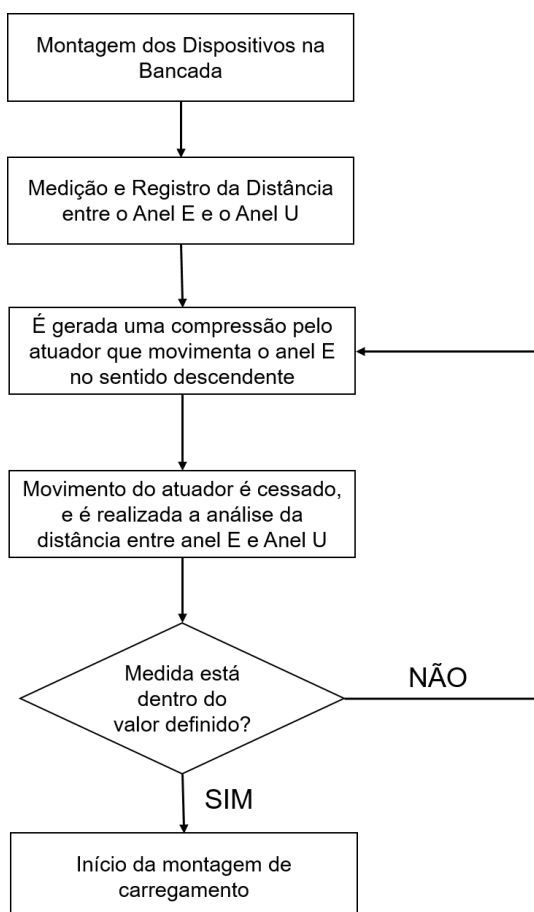 Montagem dos Dispositivos na
Bancada
Medição e Registro da Distância
entre o Anel E e o Anel U
É gerada uma compressão pelo
atuador que movimenta o anel E
no sentido descendente
Movimento do atuador é cessado,
e é realizada a análise da
distância entre anel E e Anel U
Medida está
dentro do
valor definido?
NÃO
SIM
Início da montagem de
carregamento